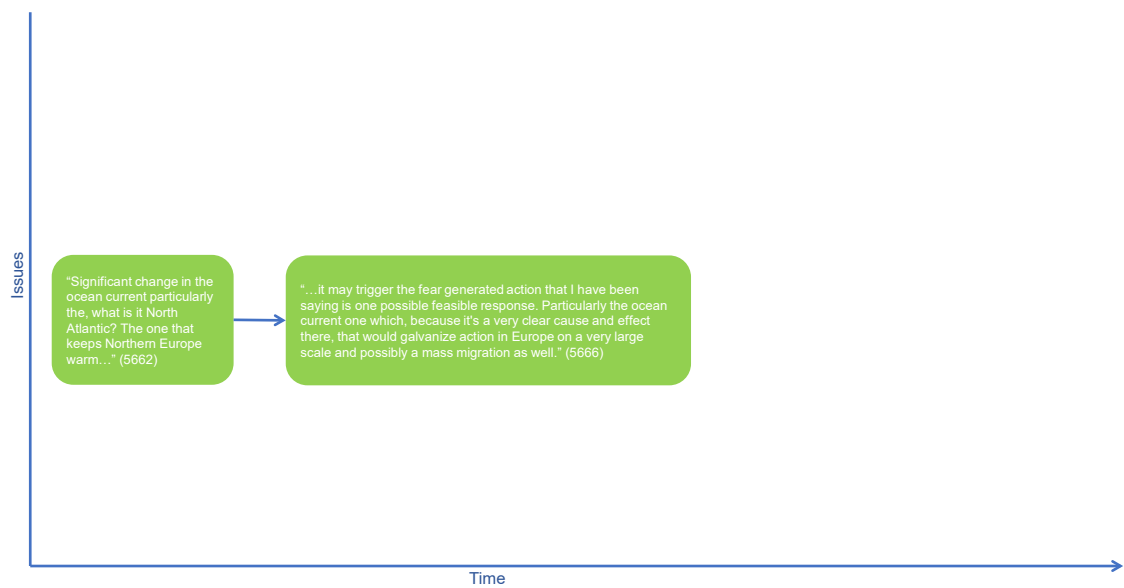 Issues
“Significant change in the
ocean current particularly
the, what is it North
Atlantic? The one that
keeps Northern Europe
warm…” (5662)
“…it may trigger the fear generated action that I have been
saying is one possible feasible response. Particularly the ocean
current one which, because it's a very clear cause and effect
there, that would galvanize action in Europe on a very large
scale and possibly a mass migration as well.” (5666)
Time